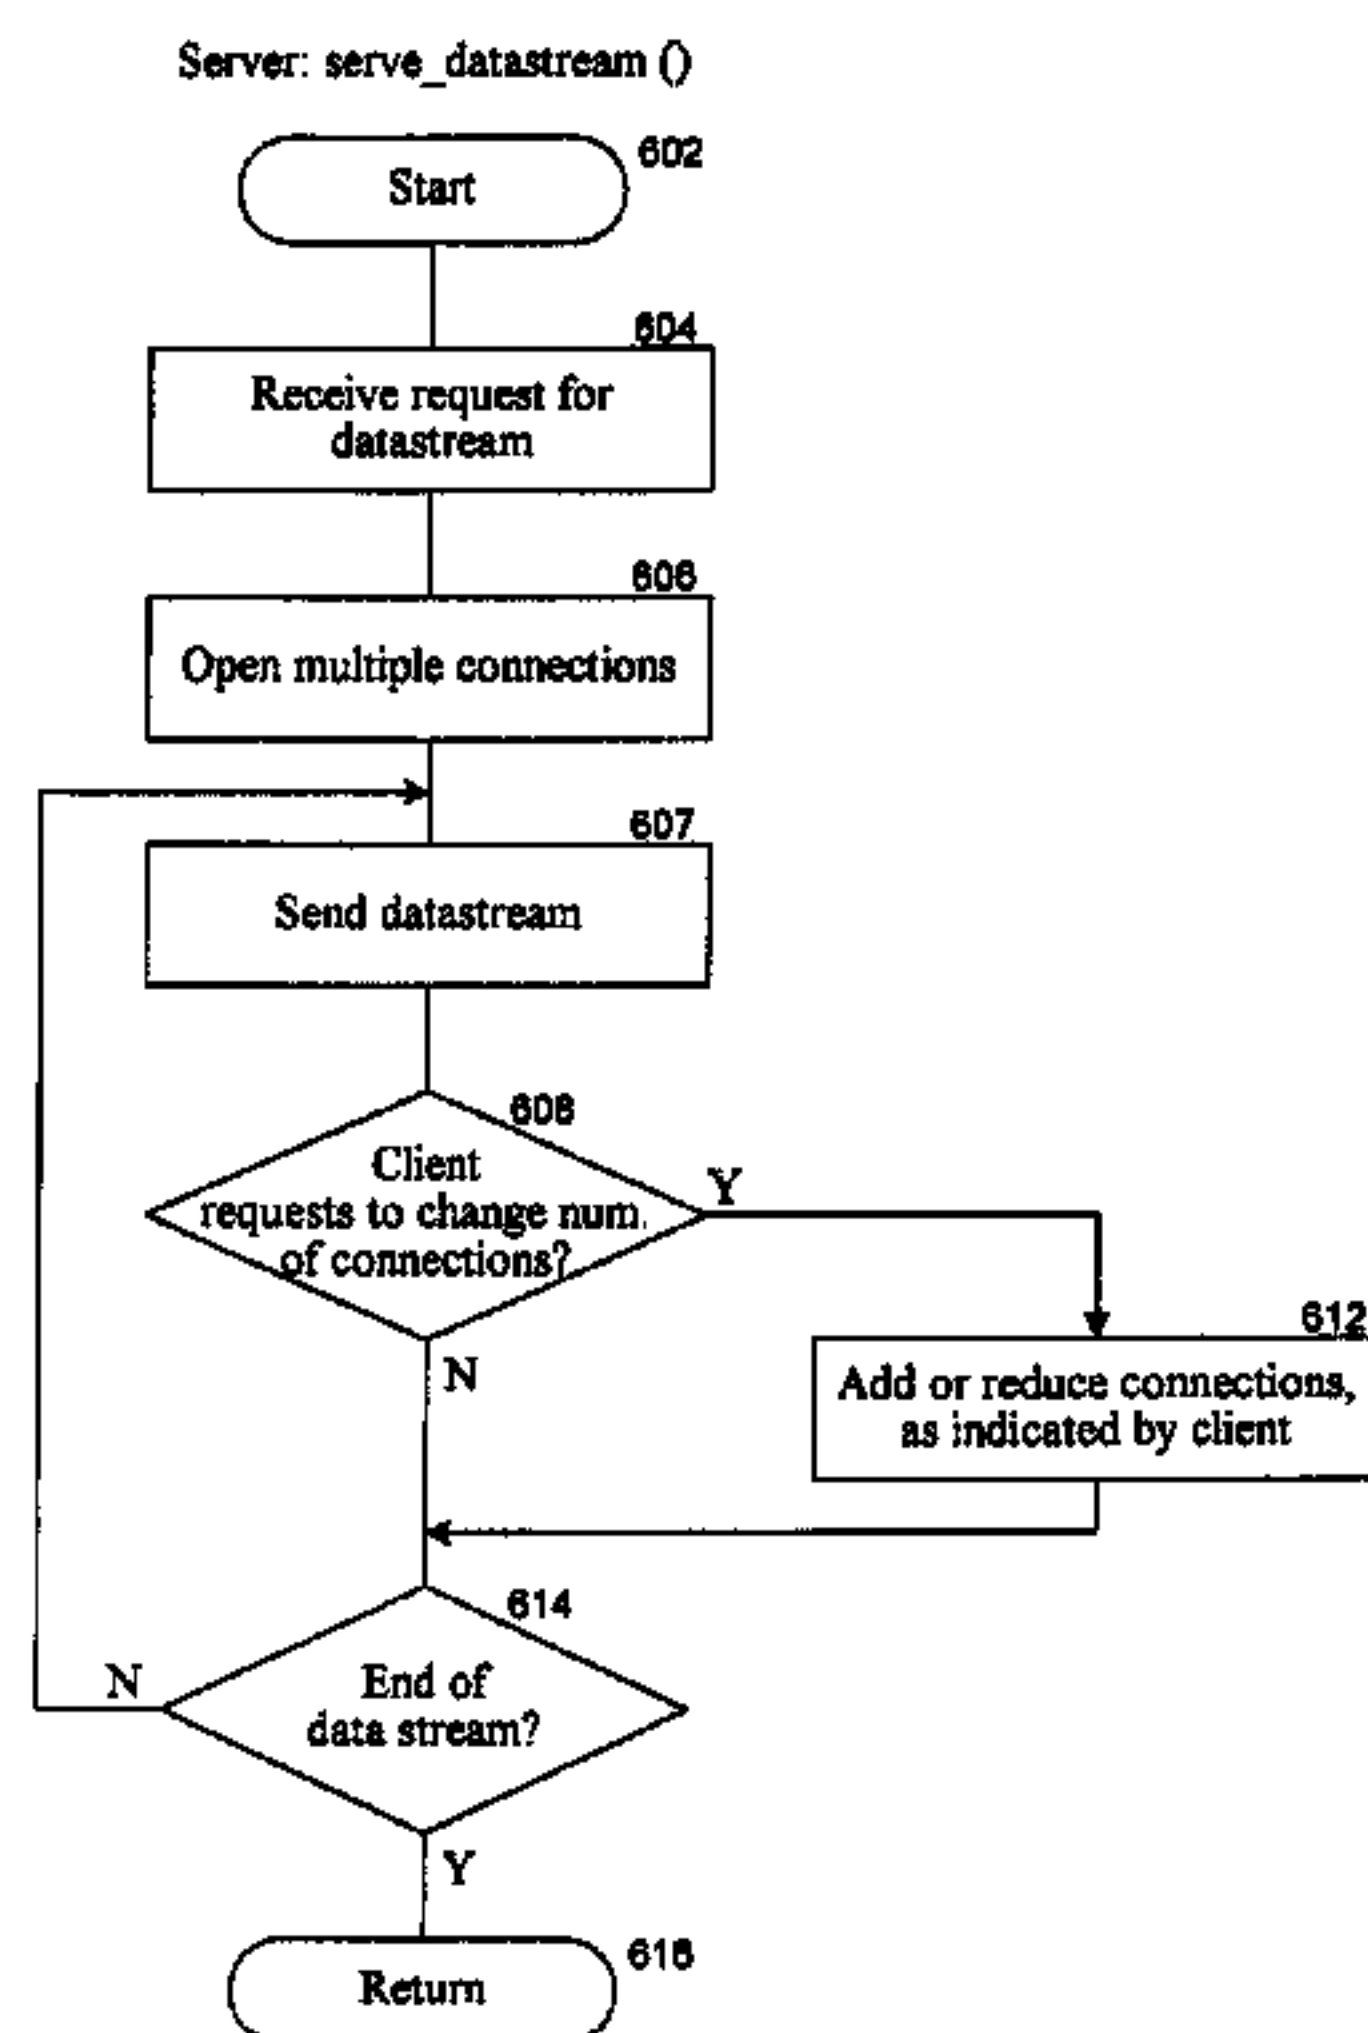 Server: serve_datastream ()
602
Start
604
Receive request for
datastream
606
Open multiple connections
607
Send datastream
608
Client
requests to change num.
of connections?
Y
N
612
Add or reduce connections,
as indicated by client
614
End of
data stream?
N
Y
616
Return